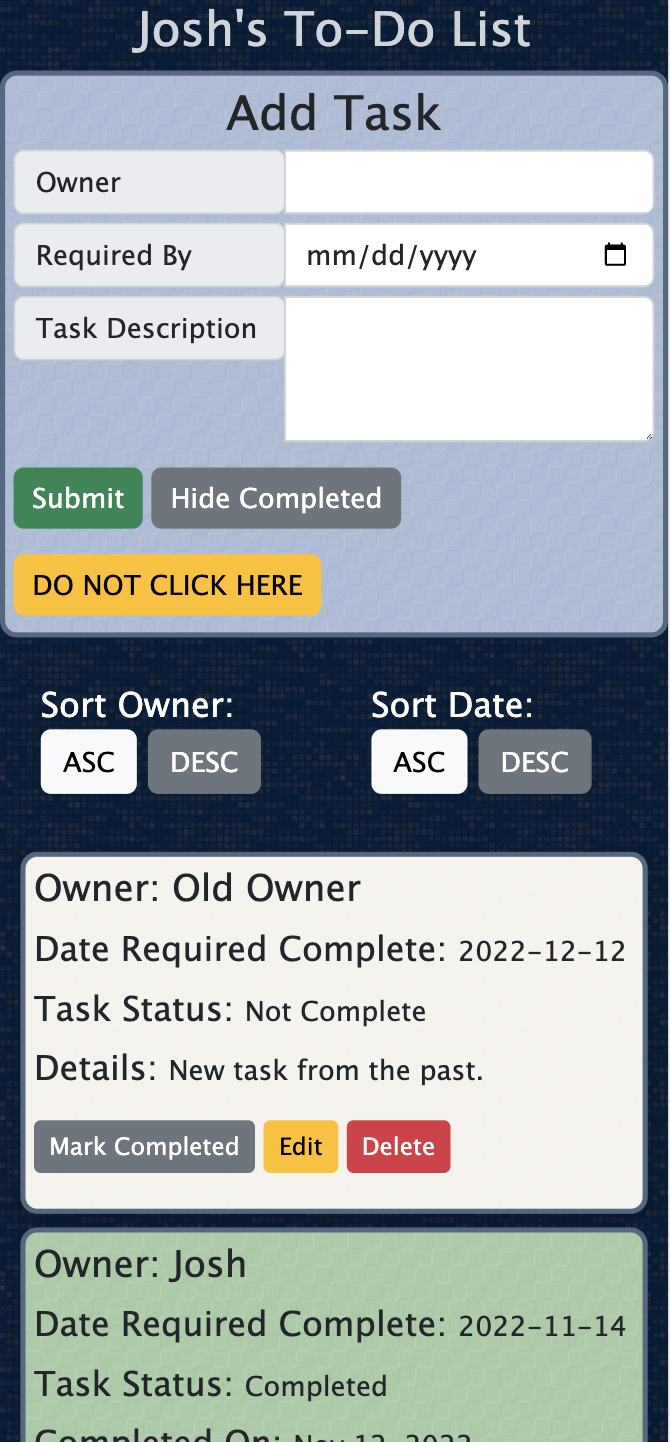 Josh's To-Do List
Add Task
Owner
Required By mm/dd/yyyy
Task Description
Submit Hide Completed
DO NOT CLICK HERE
Sort Owner: Sort Date:
ASC DESC ASC DESC
Owner: Old Owner
Date Required Complete: 2022-12-12
Task Status: Not Complete
Details: New task from the past.
Mark Completed Edit Delete
Owner: Josh
Date Required Complete: 2022-11-14
Task Status: Completed
Completed On: Nov 12, 2022